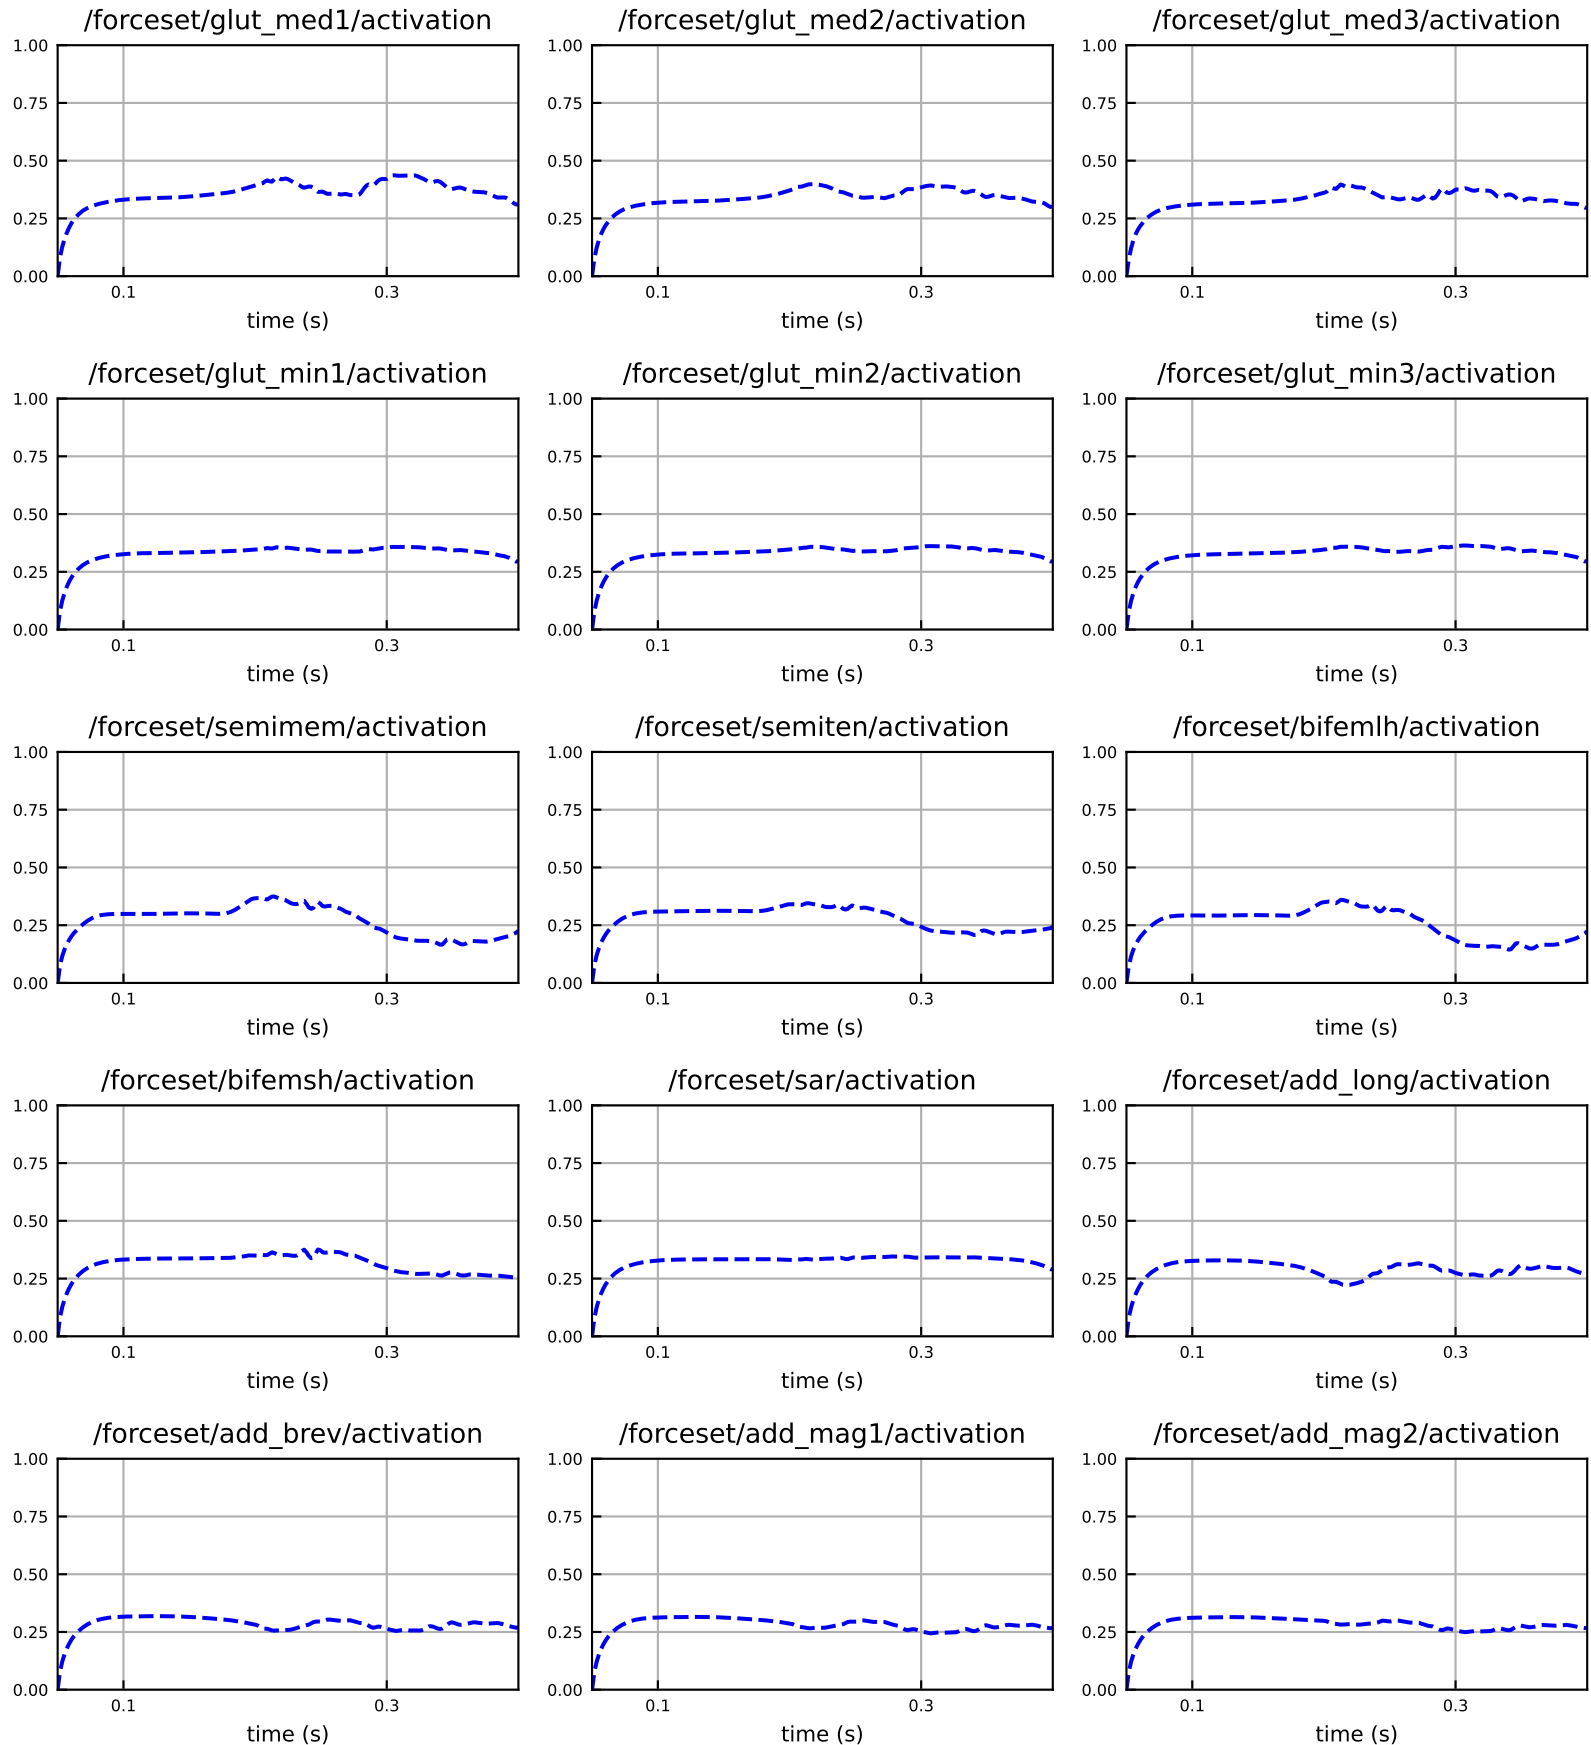 /forceset/glut_med1/activation /forceset/glut_med2/activation /forceset/glut_med3/activation
1.00 1.00 1.00
0.75 0.75 0.75
0.50 0.50 0.50
0.25 0.25 0.25
0.00 0.00 0.00
0.1 0.3 0.1 0.3 0.1 0.3
time (s) time (s) time (s)
/forceset/glut_min1/activation /forceset/glut_min2/activation /forceset/glut_min3/activation
1.00 1.00 1.00
0.75 0.75 0.75
0.50 0.50 0.50
0.25 0.25 0.25
0.00 0.00 0.00
0.1 0.3 0.1 0.3 0.1 0.3
time (s) time (s) time (s)
/forceset/semimem/activation /forceset/semiten/activation /forceset/bifemlh/activation
1.00 1.00 1.00
0.75 0.75 0.75
0.50 0.50 0.50
0.25 0.25 0.25
0.00 0.00 0.00
0.1 0.3 0.1 0.3 0.1 0.3
time (s) time (s) time (s)
/forceset/bifemsh/activation /forceset/sar/activation /forceset/add_long/activation
1.00 1.00 1.00
0.75 0.75 0.75
0.50 0.50 0.50
0.25 0.25 0.25
0.00 0.00 0.00
0.1 0.3 0.1 0.3 0.1 0.3
time (s) time (s) time (s)
/forceset/add_brev/activation /forceset/add_mag1/activation /forceset/add_mag2/activation
1.00 1.00 1.00
0.75 0.75 0.75
0.50 0.50 0.50
0.25 0.25 0.25
0.00 0.00 0.00
0.1 0.3 0.1 0.3 0.1 0.3
time (s) time (s) time (s)